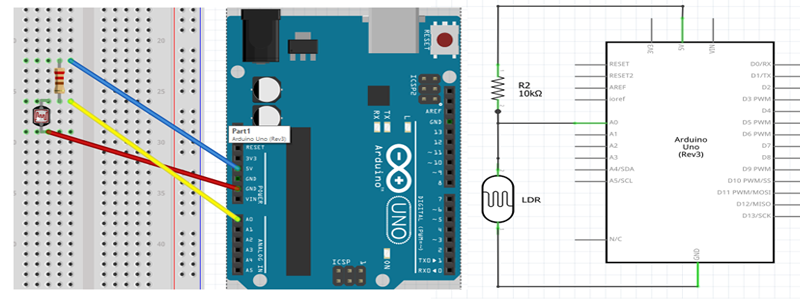 20
25
30
35
40
RESET
ICSP2
AREF
GND
13
12
11
10
9
8
7
6
5
4
3
2
1
0
TX
RX
L
Part1
Arduino Uno (Rev3)
RESET
3V3
5V
GND
GND
VIN
POWER
A0
A1
A2
A3
A4
A5
ANALOG IN
Arduino
UNO
DIGITAL (PWM~)
TXD
RXD
ICSP
1
ON
R2
10kΩ
LDR
3V3
5V
VIN
RESET
RESET2
AREF
ioref
A0
A1
A2
A3
A4/SDA
A5/SCL
N/C
Arduino
Uno
(Rev3)
D0/RX
D1/TX
D2
D3 PWM
D4
D5 PWM
D6 PWM
D7
D8
D9 PWM
D10 PWM/SS
D11 PWM/MOSI
D12/MISO
D13/SCK
GND